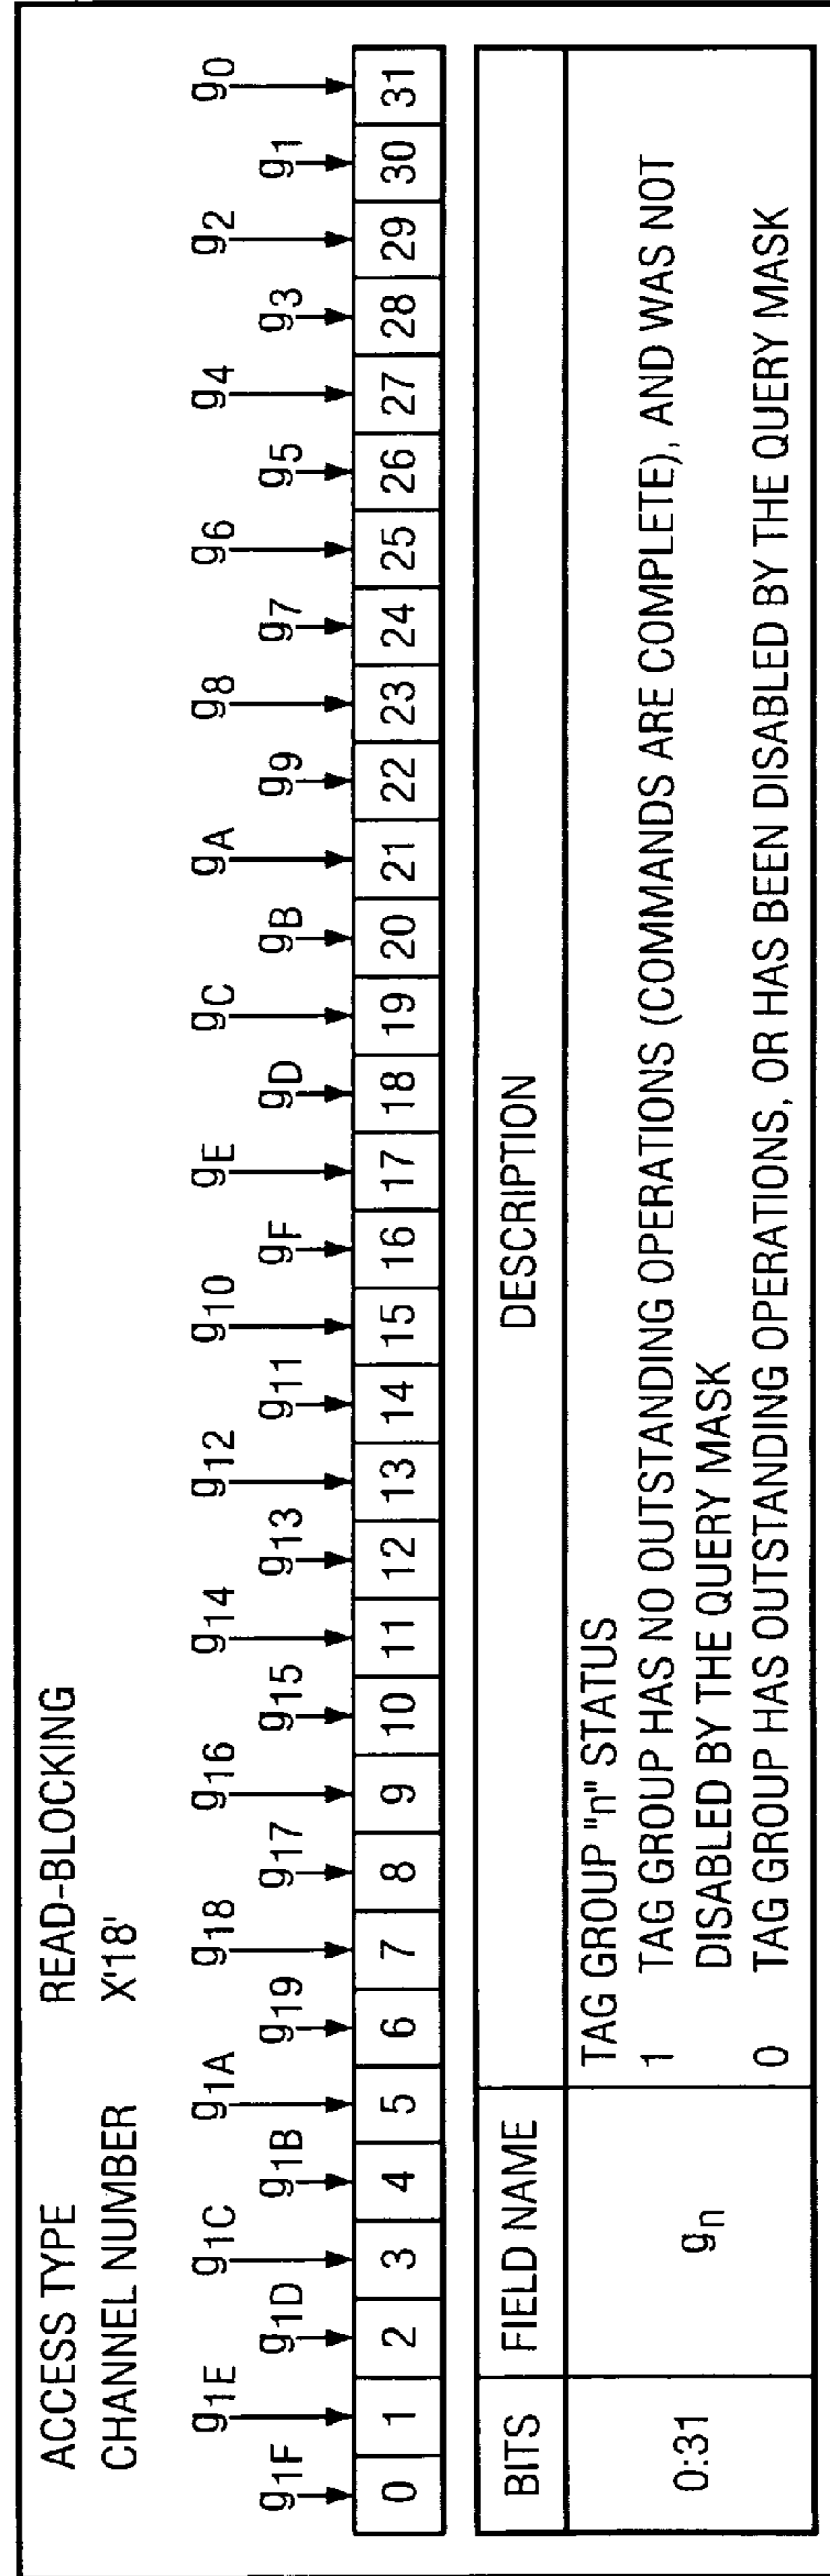 ACCESS TYPE READ-BLOCKING
CHANNEL NUMBER X'18'
g1F g1E g1D g1C g1B g1A g19 g18 g17 g16 g15 g14 g13 g12 g11 g10 gF gE gD gC gB gA g9 g8 g7 g6 g5 g4 g3 g2 g1 g0
0 1 2 3 4 5 6 7 8 9 10 11 12 13 14 15 16 17 18 19 20 21 22 23 24 25 26 27 28 29 30 31
BITS FIELD NAME DESCRIPTION
0:31 gn TAG GROUP "n" STATUS
1 TAG GROUP HAS NO OUTSTANDING OPERATIONS (COMMANDS ARE COMPLETE), AND WAS NOT
DISABLED BY THE QUERY MASK
0 TAG GROUP HAS OUTSTANDING OPERATIONS, OR HAS BEEN DISABLED BY THE QUERY MASK